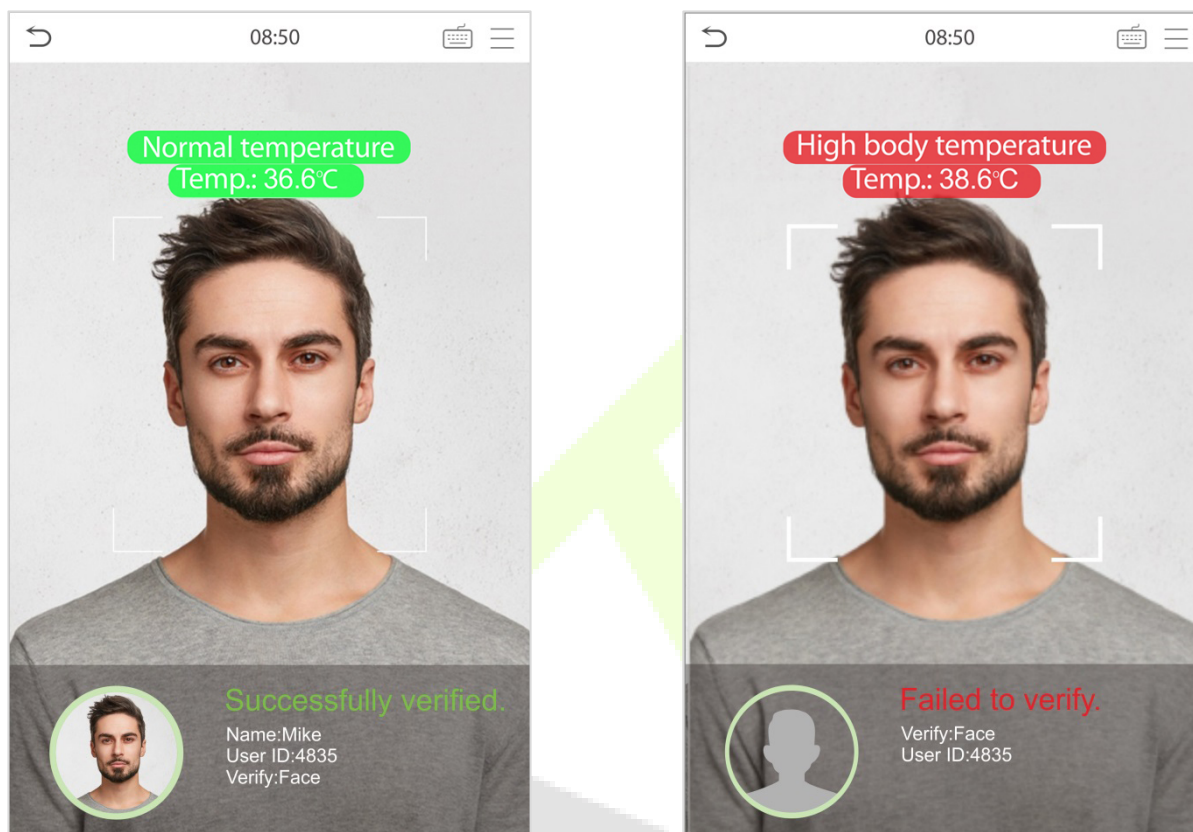 08:50
Normal temperature
Temp.: 36.6℃
Successfully verified.
Name:Mike
User ID:4835
Verify:Face
08:50
High body temperature
Temp.: 38.6℃
Failed to verify.
Verify:Face
User ID:4835